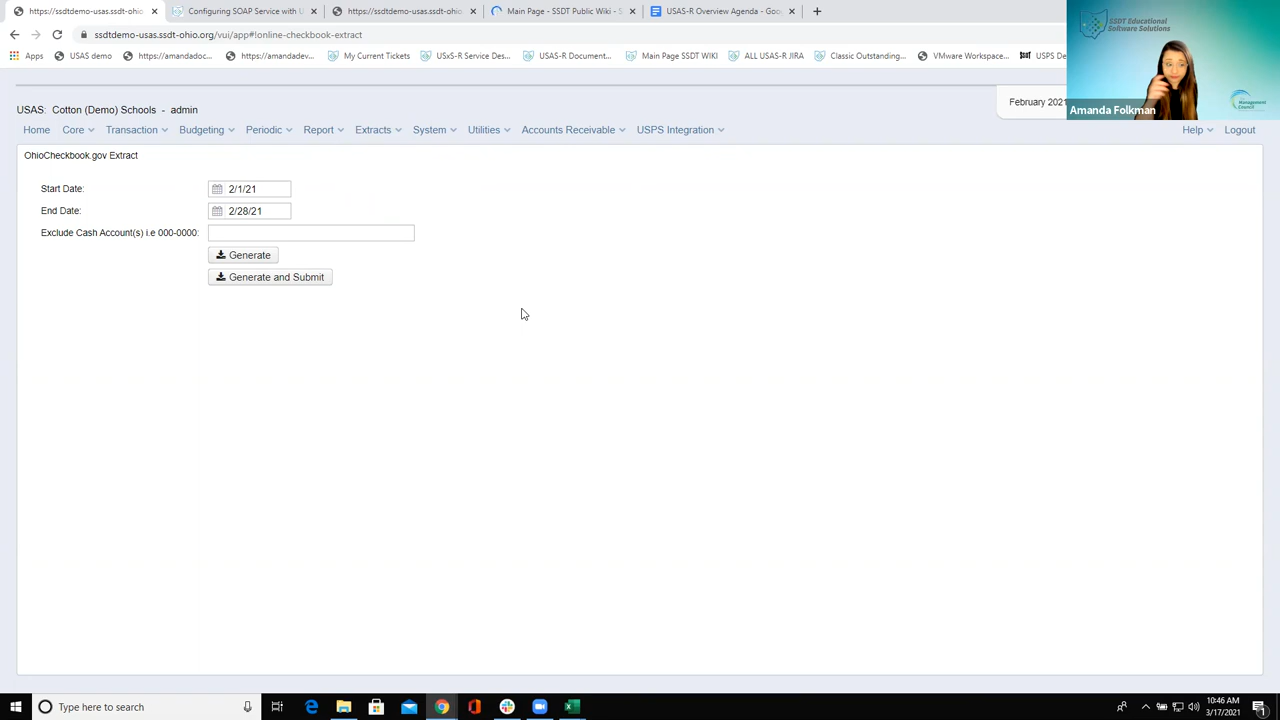 https://ssdtdemo-usas.ssdt-ohio
Configuring SOAP Service with U
https://ssdtdemo-usas.ssdt-ohio
Main Page - SSDT Public Wiki - S
USAS-R Overview Agenda - Goo
ssdtdemo-usas.ssdt-ohio.org/vui/app#!online-checkbook-extract
Apps
USAS demo
https://amandadoc...
https://amandadev...
My Current Tickets
USxS-R Service Des...
USAS-R Document...
Main Page SSDT WIKI
ALL USAS-R JIRA
Classic Outstanding...
VMware Workspace...
USPS De
SSDT Educational
Software Solutions
Management
Council
Amanda Folkman
February 2021
USAS: Cotton (Demo) Schools - admin
Home
Core
Transaction
Budgeting
Periodic
Report
Extracts
System
Utilities
Accounts Receivable
USPS Integration
Help
Logout
OhioCheckbook.gov Extract
Start Date:
2/1/21
End Date:
2/28/21
Exclude Cash Account(s) i.e 000-0000:
Generate
Generate and Submit
Type here to search
10:46 AM
3/17/2021
1